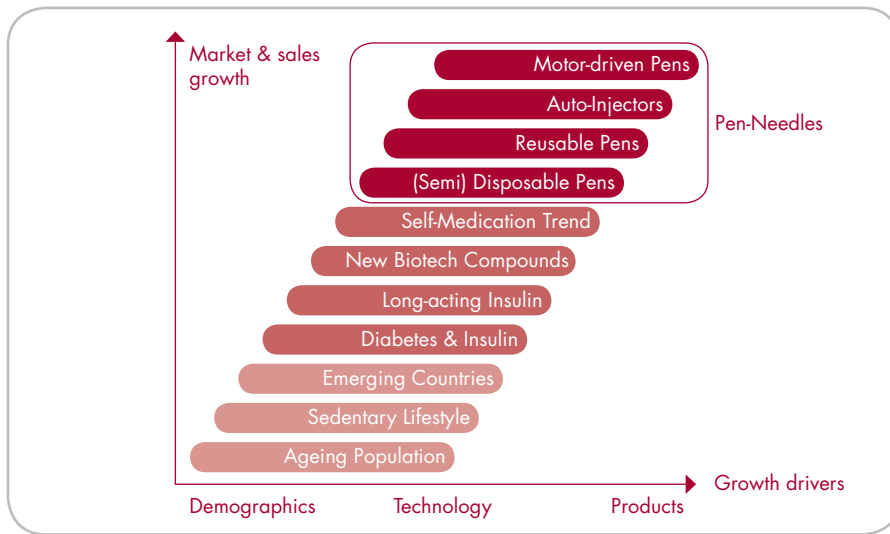 Market & sales
growth
Motor-driven Pens
Auto-Injectors
Pen-Needles
Reusable Pens
(Semi) Disposable Pens
Self-Medication Trend
New Biotech Compounds
Long-acting Insulin
Diabetes & Insulin
Emerging Countries
Sedentary Lifestyle
Ageing Population
Growth drivers
Demographics
Technology
Products